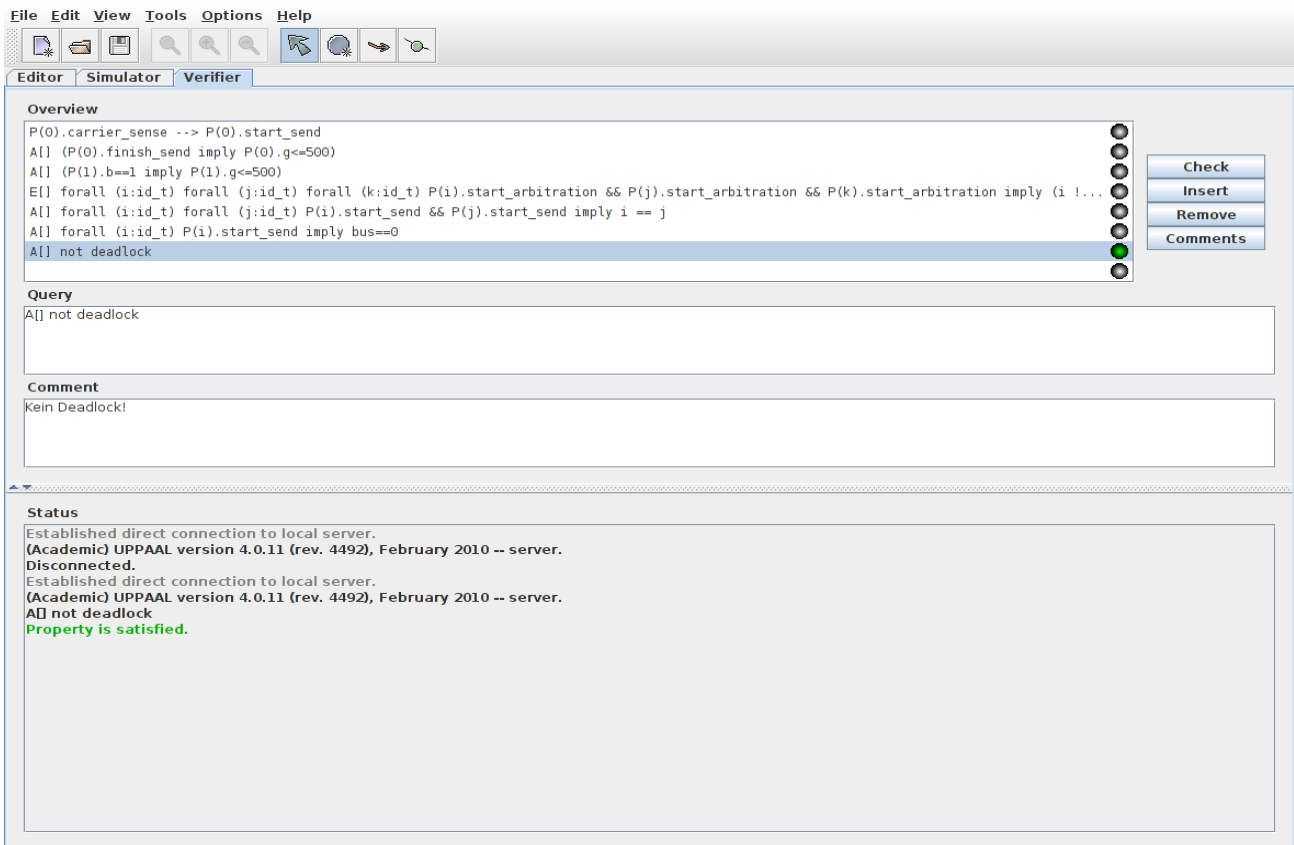 File Edit View Tools Options Help
Editor Simulator Verifier
Overview
P(0).carrier_sense --> P(0).start_send
A[] (P(0).finish_send imply P(0).g<=500)
A[] (P(1).b==1 imply P(1).g<=500)
E[] forall (i:id_t) forall (j:id_t) forall (k:id_t) P(i).start_arbitration && P(j).start_arbitration && P(k).start_arbitration imply (i !...
A[] forall (i:id_t) forall (j:id_t) P(i).start_send && P(j).start_send imply i == j
A[] forall (i:id_t) P(i).start_send imply bus==0
A[] not deadlock
Check
Insert
Remove
Comments
Query
A[] not deadlock
Comment
Kein Deadlock!
Status
Established direct connection to local server.
(Academic) UPPAAL version 4.0.11 (rev. 4492), February 2010 -- server.
Disconnected.
Established direct connection to local server.
(Academic) UPPAAL version 4.0.11 (rev. 4492), February 2010 -- server.
A[] not deadlock
Property is satisfied.